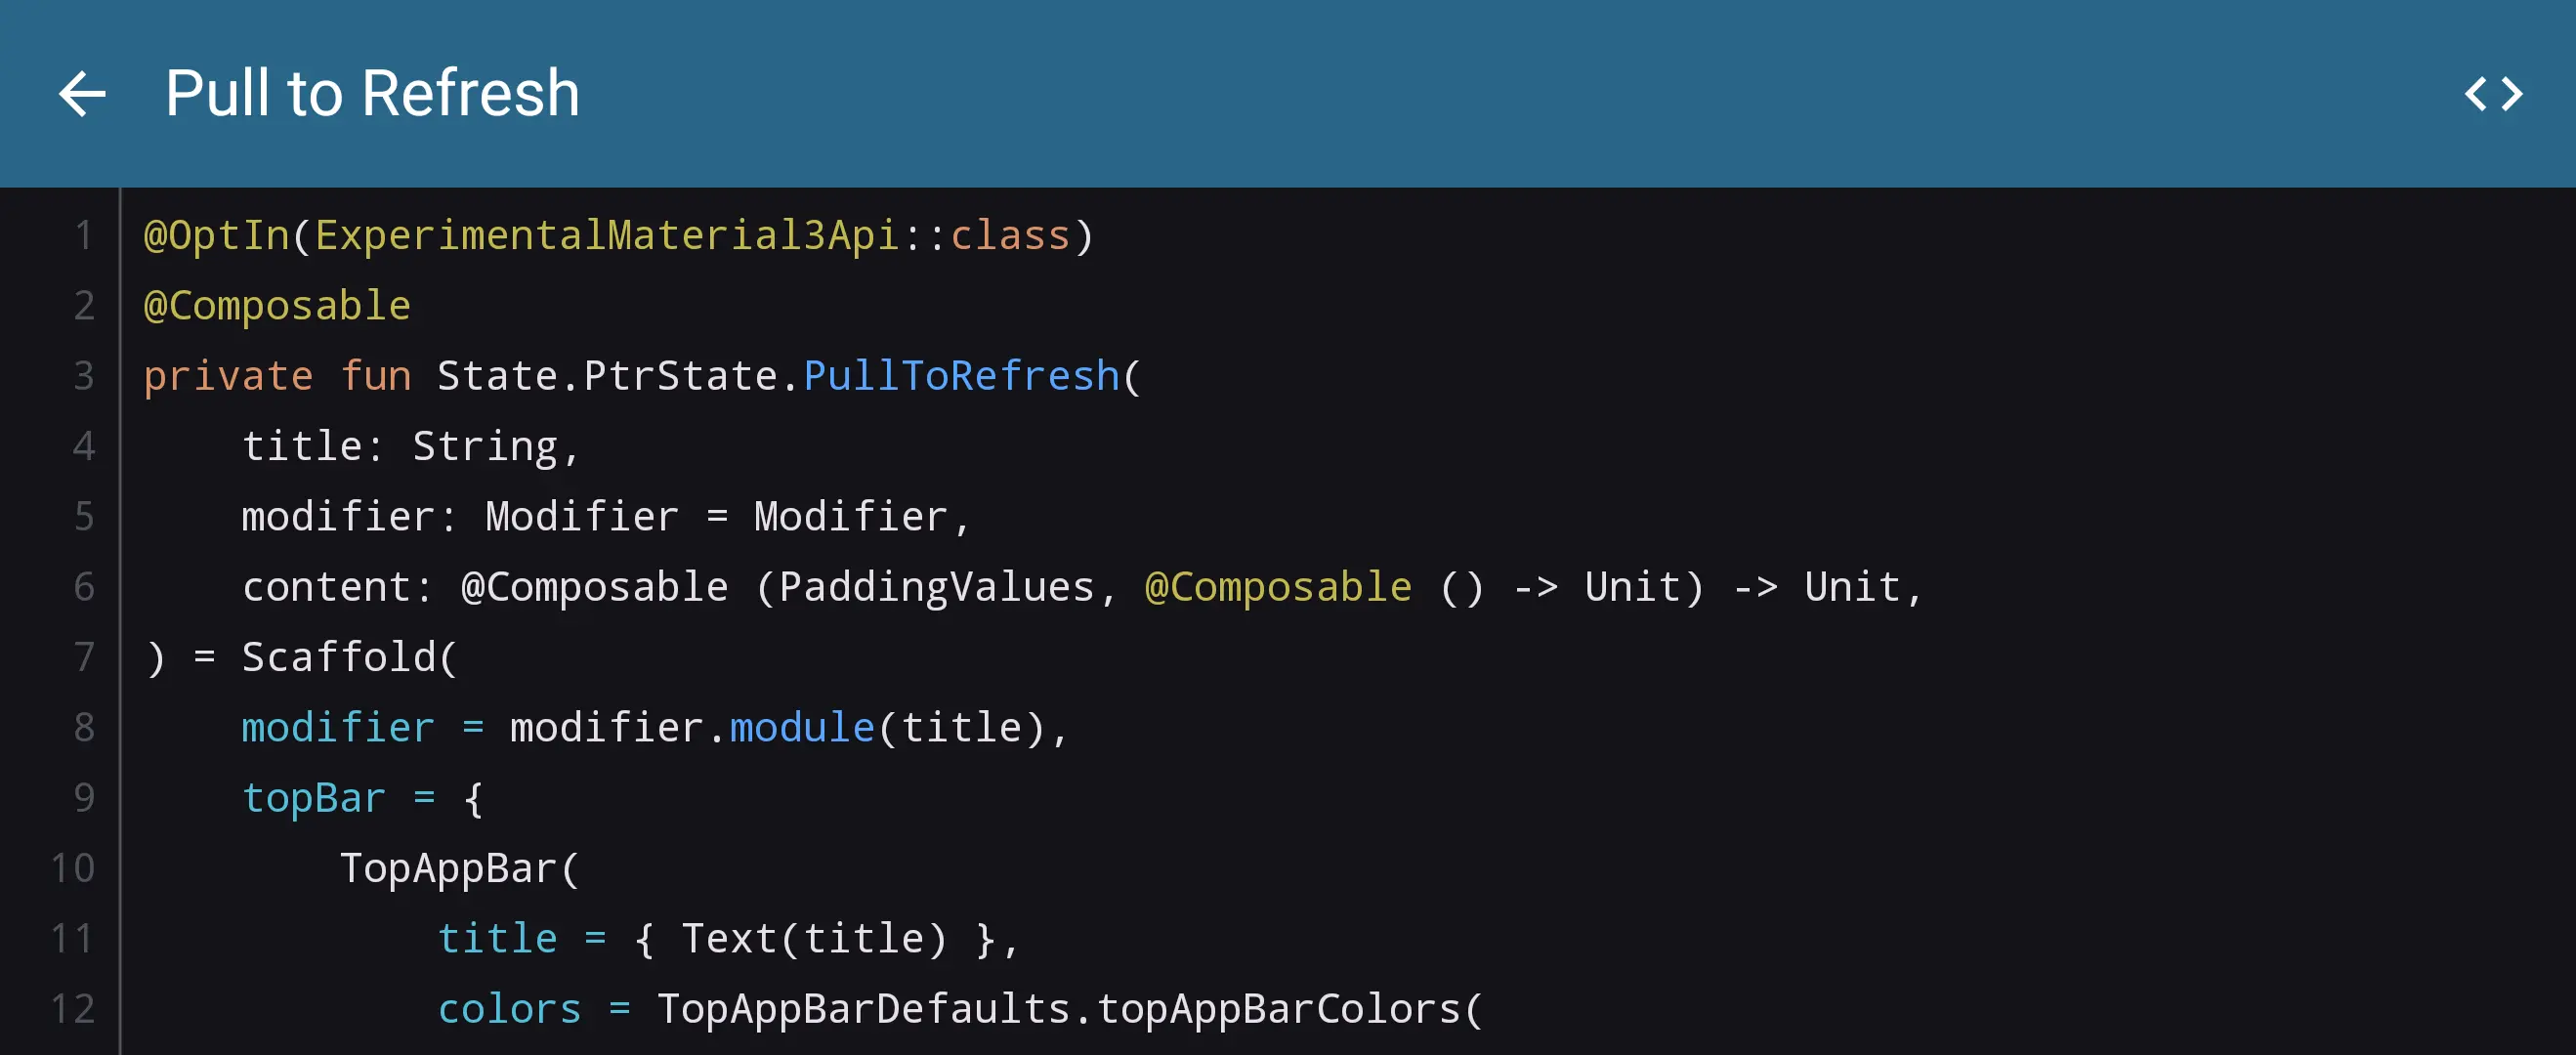 Pull to Refresh
1 @OptIn(ExperimentalMaterial3Api::class)
2 @Composable
3 private fun State.PtrState.PullToRefresh(
4     title: String,
5     modifier: Modifier = Modifier,
6     content: @Composable (PaddingValues, @Composable () -> Unit) -> Unit,
7 ) = Scaffold(
8     modifier = modifier.module(title),
9     topBar = {
10         TopAppBar(
11             title = { Text(title) },
12             colors = TopAppBarDefaults.topAppBarColors(